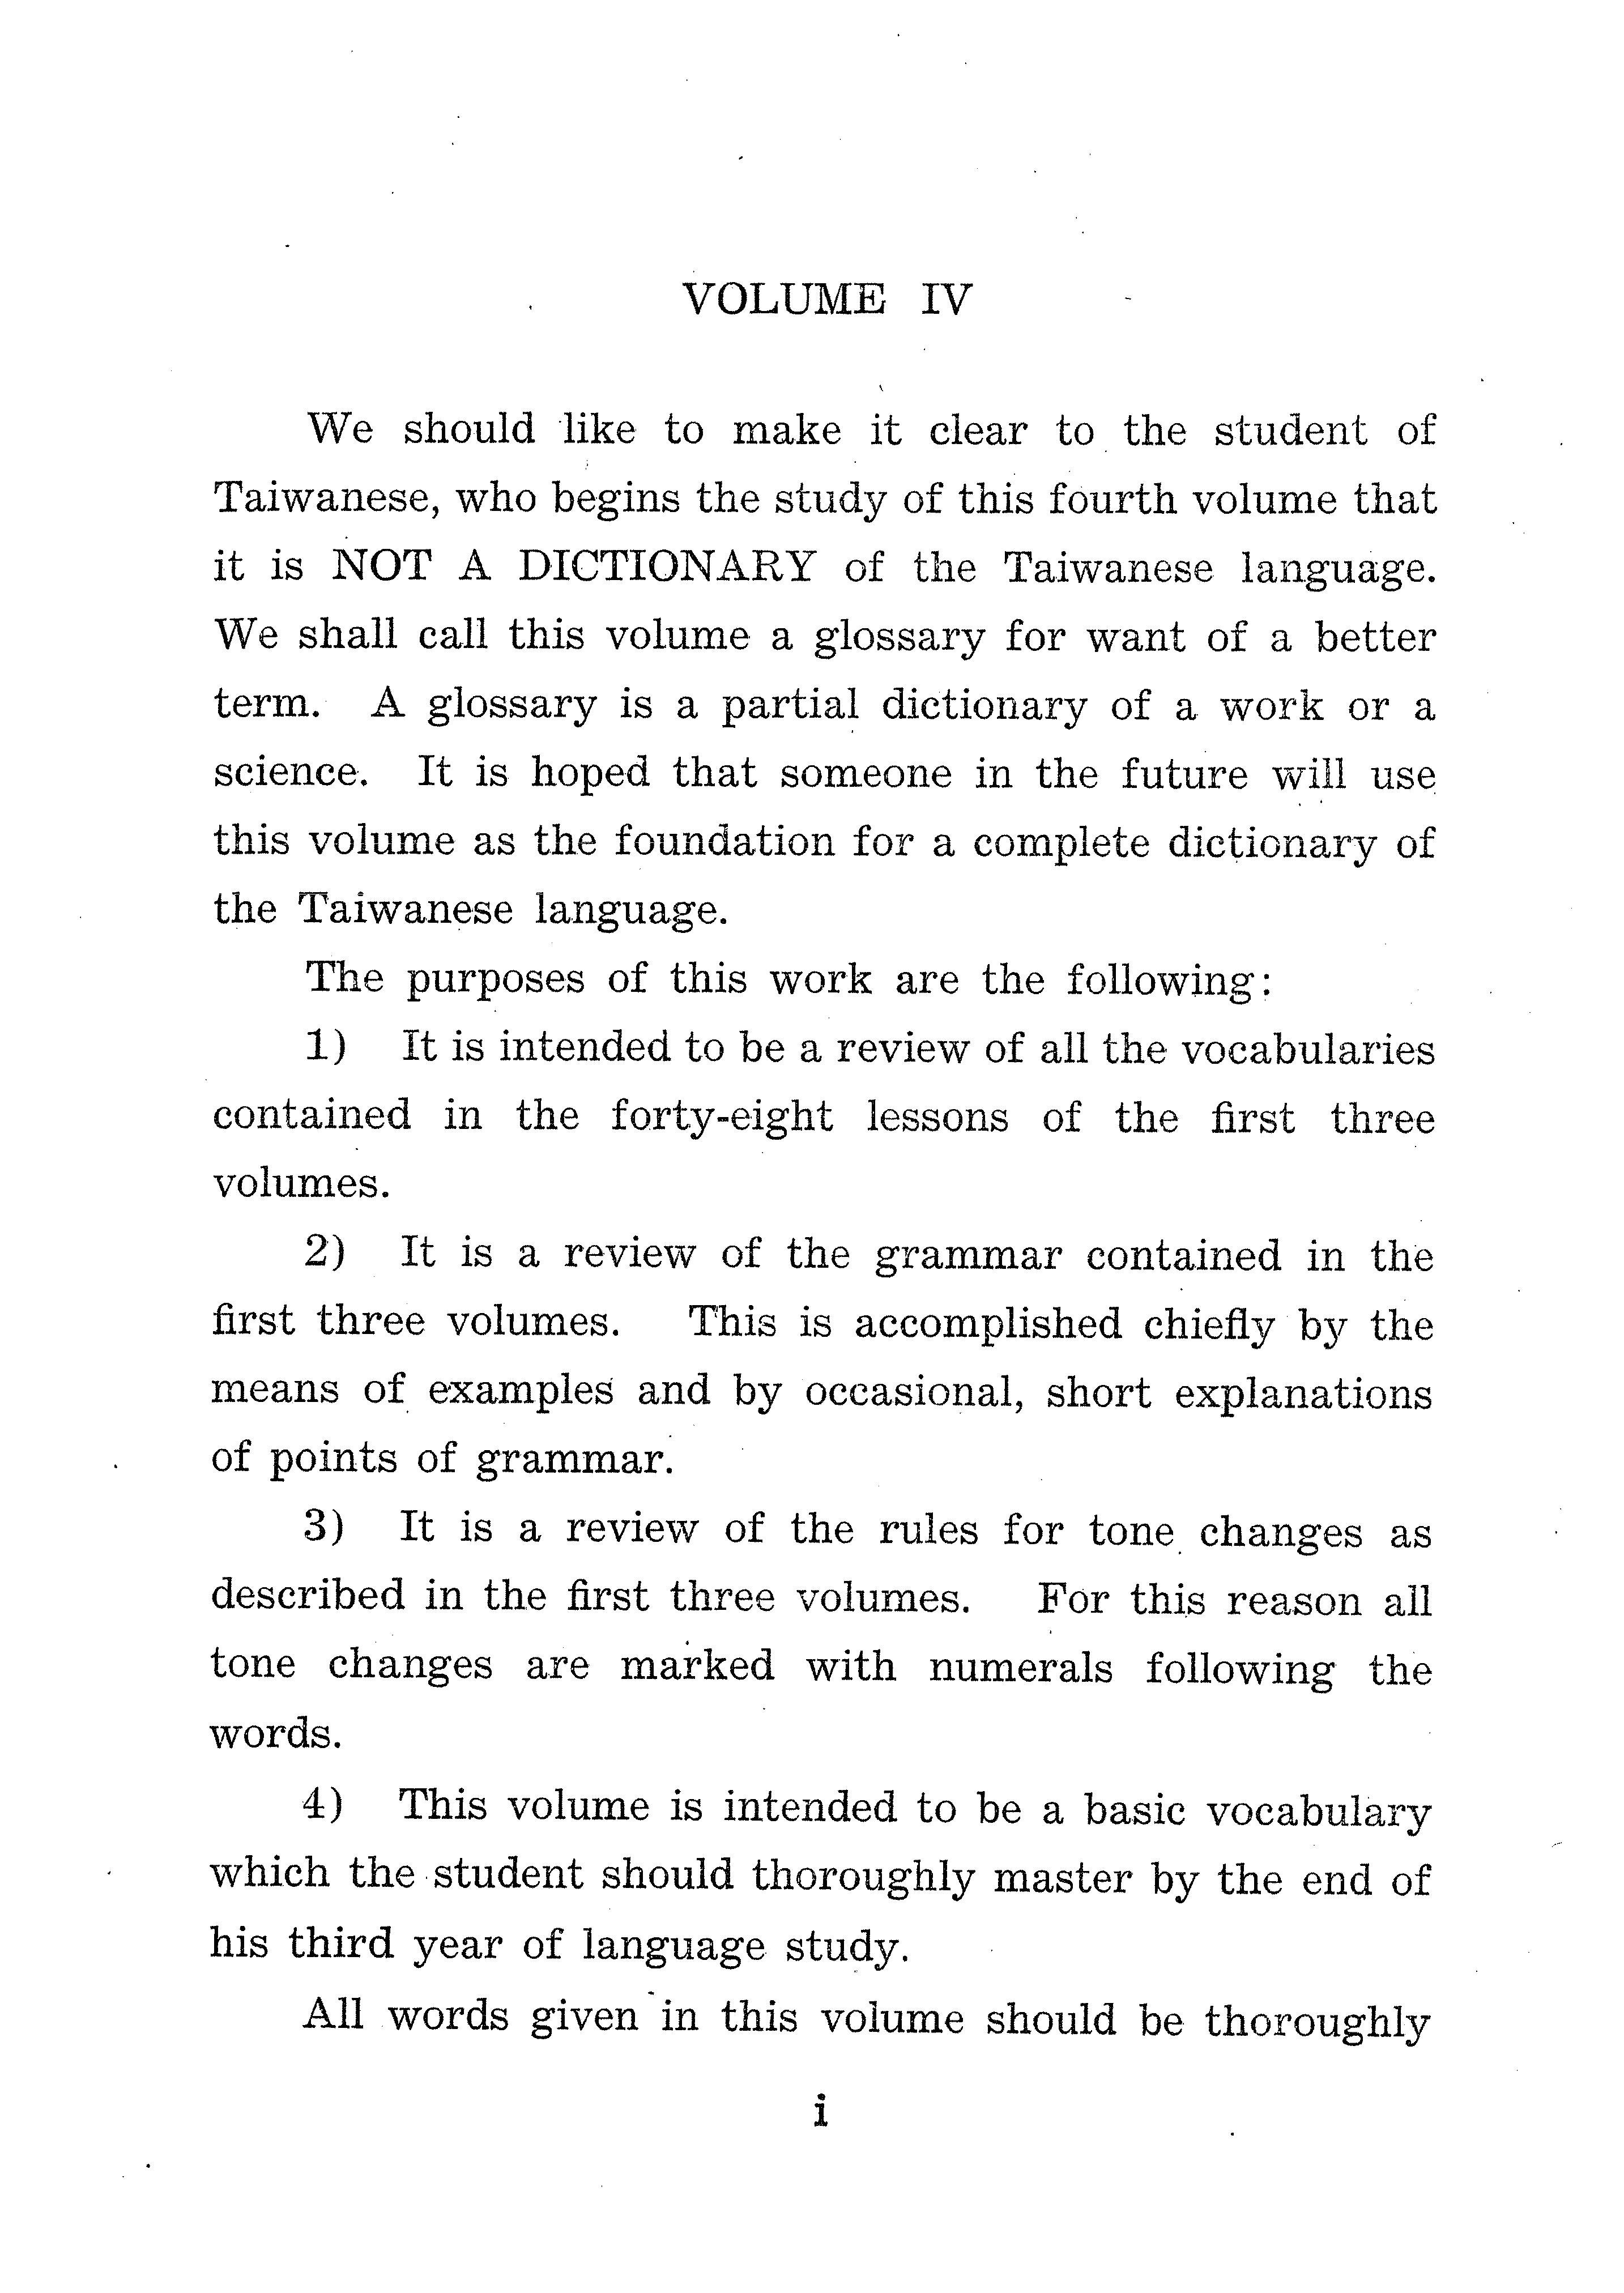 VOLUME IV
We should like to make it clear to the student of
Taiwanese, who begins the study of this fourth volume that
it is NOT A DICTIONARY of the Taiwanese language.
We shall call this volume a glossary for want of a better
term. A glossary is a partial dictionary of a work or a
science. It is hoped that someone in the future will use
this volume as the foundation for a complete dictionary of
the Taiwanese language.
The purposes of this work are the following:
1) It is intended to be a review of all the vocabularies
contained in the forty-eight lessons of the first three
volumes.
2) It is a review of the grammar contained in the
first three volumes. This is accomplished chiefly by the
means of examples and by occasional, short explanations
of points of grammar.
3) It is a review of the rules for tone changes as
described in the first three volumes. For this reason all
tone changes are marked with numerals following the
words.
4) This volume is intended to be a basic vocabulary
which the student should thoroughly master by the end of
his third year of language study.
All words given in this volume should be thoroughly
i